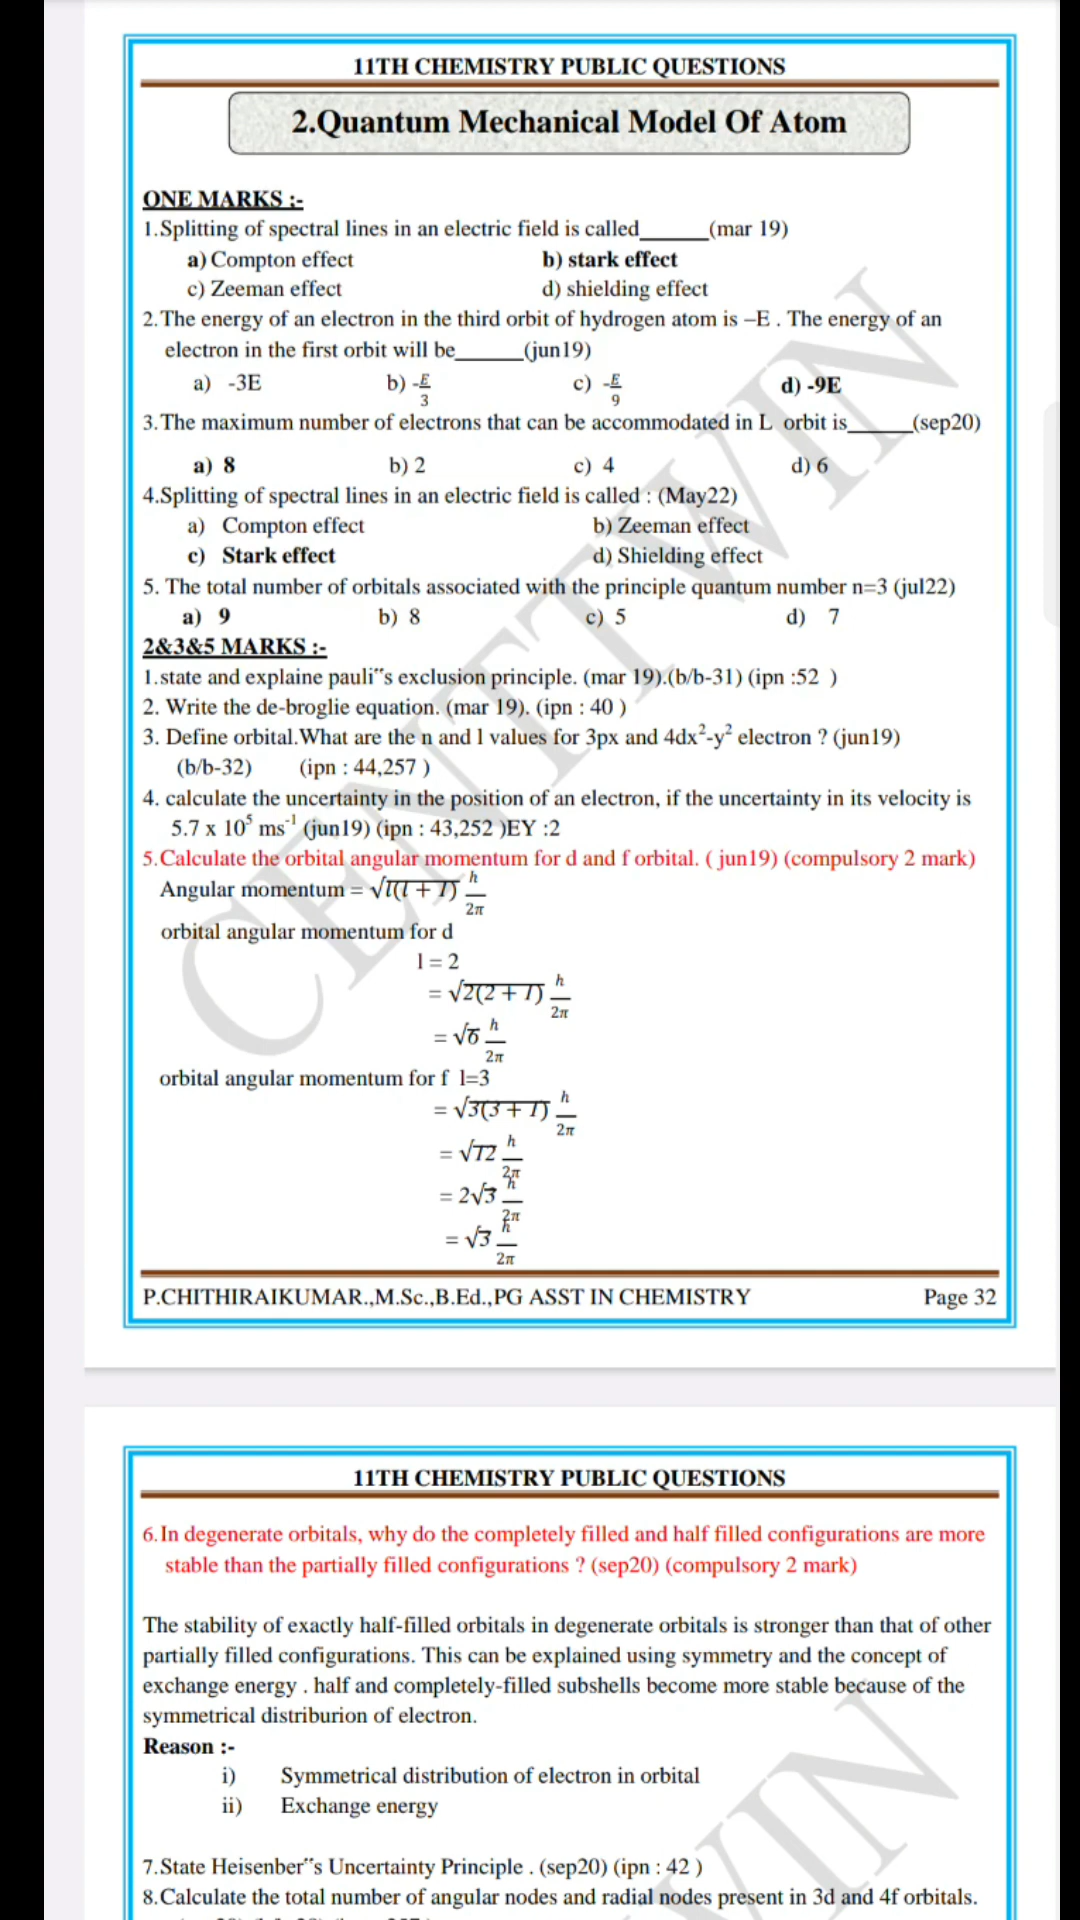 11TH CHEMISTRY PUBLIC QUESTIONS
2.Quantum Mechanical Model Of Atom
ONE MARKS :-
1.Splitting of spectral lines in an electric field is called______(mar 19)
a) Compton effect b) stark effect
c) Zeeman effect d) shielding effect
2.The energy of an electron in the third orbit of hydrogen atom is –E . The energy of an
electron in the first orbit will be______(jun19)
a) -3E b) -E/3 c) -E/9 d) -9E
3.The maximum number of electrons that can be accommodated in L orbit is______(sep20)
a) 8 b) 2 c) 4 d) 6
4.Splitting of spectral lines in an electric field is called : (May22)
a) Compton effect b) Zeeman effect
c) Stark effect d) Shielding effect
5. The total number of orbitals associated with the principle quantum number n=3 (jul22)
a) 9 b) 8 c) 5 d) 7
2&3&5 MARKS :-
1.state and explaine pauli‟‟s exclusion principle. (mar 19).(b/b-31) (ipn :52 )
2. Write the de-broglie equation. (mar 19). (ipn : 40 )
3. Define orbital.What are the n and l values for 3px and 4dx²-y² electron ? (jun19)
(b/b-32) (ipn : 44,257 )
4. calculate the uncertainty in the position of an electron, if the uncertainty in its velocity is
5.7 x 10⁵ ms⁻¹ (jun19) (ipn : 43,252 )EY :2
5.Calculate the orbital angular momentum for d and f orbital. ( jun19) (compulsory 2 mark)
Angular momentum = √l(l + 1) h/2π
orbital angular momentum for d
l = 2
= √2(2 + 1) h/2π
= √6 h/2π
orbital angular momentum for f l=3
= √3(3 + 1) h/2π
= √12 h/2π
= 2√3 h/2π
= √3 h/2π
P.CHITHIRAIKUMAR.,M.Sc.,B.Ed.,PG ASST IN CHEMISTRY Page 32
CENTTWIN
11TH CHEMISTRY PUBLIC QUESTIONS
6.In degenerate orbitals, why do the completely filled and half filled configurations are more
stable than the partially filled configurations ? (sep20) (compulsory 2 mark)
The stability of exactly half-filled orbitals in degenerate orbitals is stronger than that of other
partially filled configurations. This can be explained using symmetry and the concept of
exchange energy . half and completely-filled subshells become more stable because of the
symmetrical distriburion of electron.
Reason :-
i) Symmetrical distribution of electron in orbital
ii) Exchange energy
7.State Heisenber‟‟s Uncertainty Principle . (sep20) (ipn : 42 )
8.Calculate the total number of angular nodes and radial nodes present in 3d and 4f orbitals.